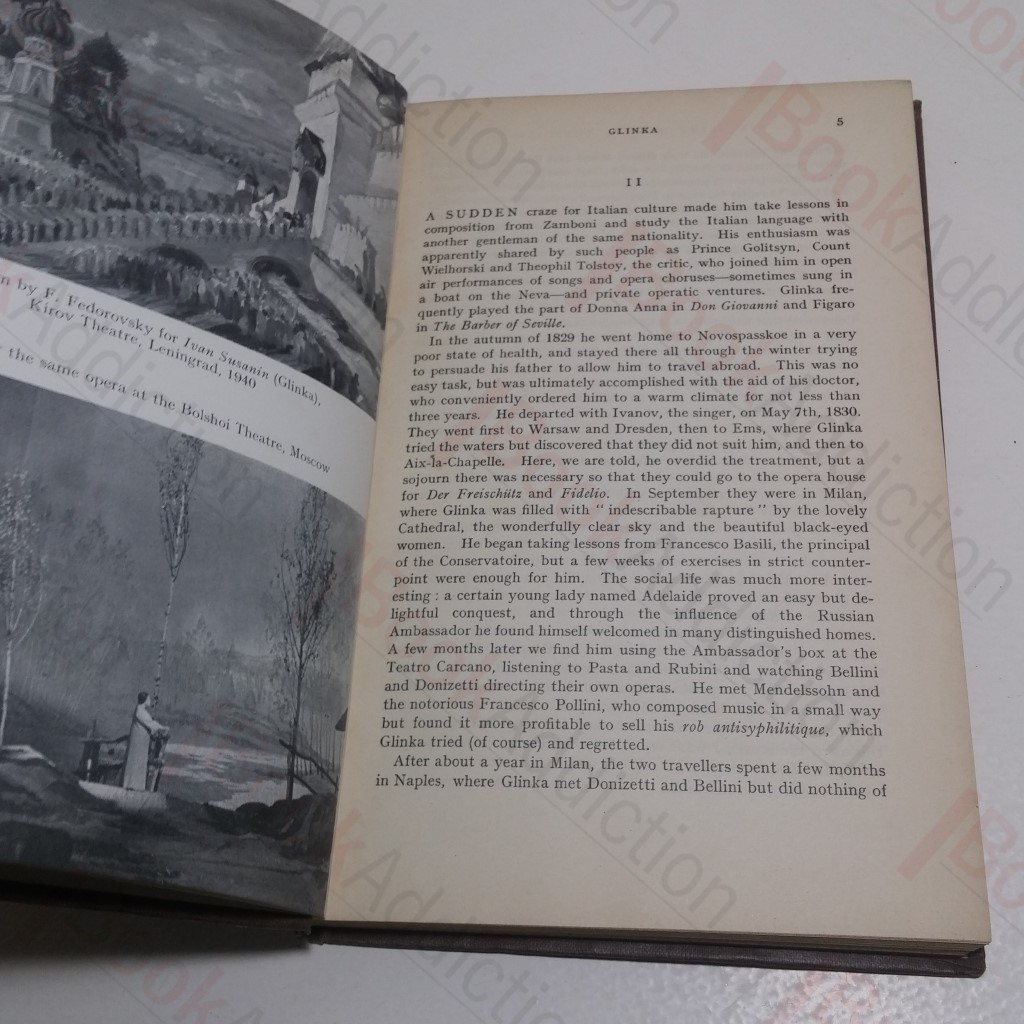 n by F. Fedorovsky for Ivan Susanin (Glinka),
Kirov Theatre, Leningrad, 1940
the same opera at the Bolshoi Theatre, Moscow
GLINKA
5
II
A SUDDEN craze for Italian culture made him take lessons in
composition from Zamboni and study the Italian language with
another gentleman of the same nationality. His enthusiasm was
apparently shared by such people as Prince Golitsyn, Count
Wielhorski and Theophil Tolstoy, the critic, who joined him in open
air performances of songs and opera choruses—sometimes sung in
a boat on the Neva—and private operatic ventures. Glinka fre-
quently played the part of Donna Anna in Don Giovanni and Figaro
in The Barber of Seville.
In the autumn of 1829 he went home to Novospasskoe in a very
poor state of health, and stayed there all through the winter trying
to persuade his father to allow him to travel abroad. This was no
easy task, but was ultimately accomplished with the aid of his doctor,
who conveniently ordered him to a warm climate for not less than
three years. He departed with Ivanov, the singer, on May 7th, 1830.
They went first to Warsaw and Dresden, then to Ems, where Glinka
tried the waters but discovered that they did not suit him, and then to
Aix-la-Chapelle. Here, we are told, he overdid the treatment, but a
sojourn there was necessary so that they could go to the opera house
for Der Freischütz and Fidelio. In September they were in Milan,
where Glinka was filled with "indescribable rapture" by the lovely
Cathedral, the wonderfully clear sky and the beautiful black-eyed
women. He began taking lessons from Francesco Basili, the principal
of the Conservatoire, but a few weeks of exercises in strict counter-
point were enough for him. The social life was much more inter-
esting : a certain young lady named Adelaide proved an easy but de-
lightful conquest, and through the influence of the Russian
Ambassador he found himself welcomed in many distinguished homes.
A few months later we find him using the Ambassador's box at the
Teatro Carcano, listening to Pasta and Rubini and watching Bellini
and Donizetti directing their own operas. He met Mendelssohn and
the notorious Francesco Pollini, who composed music in a small way
but found it more profitable to sell his rob antisyphilitique, which
Glinka tried (of course) and regretted.
After about a year in Milan, the two travellers spent a few months
in Naples, where Glinka met Donizetti and Bellini but did nothing of
BookAddiction